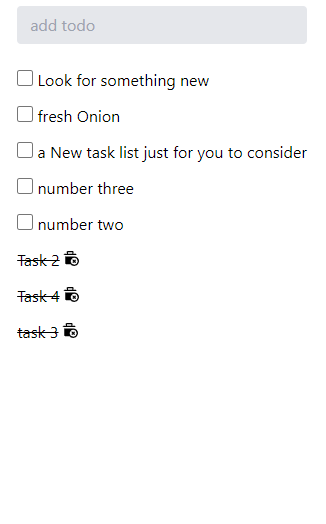 add todo
Look for something new
fresh Onion
a New task list just for you to consider
number three
number two
Task 2
Task 4
task 3